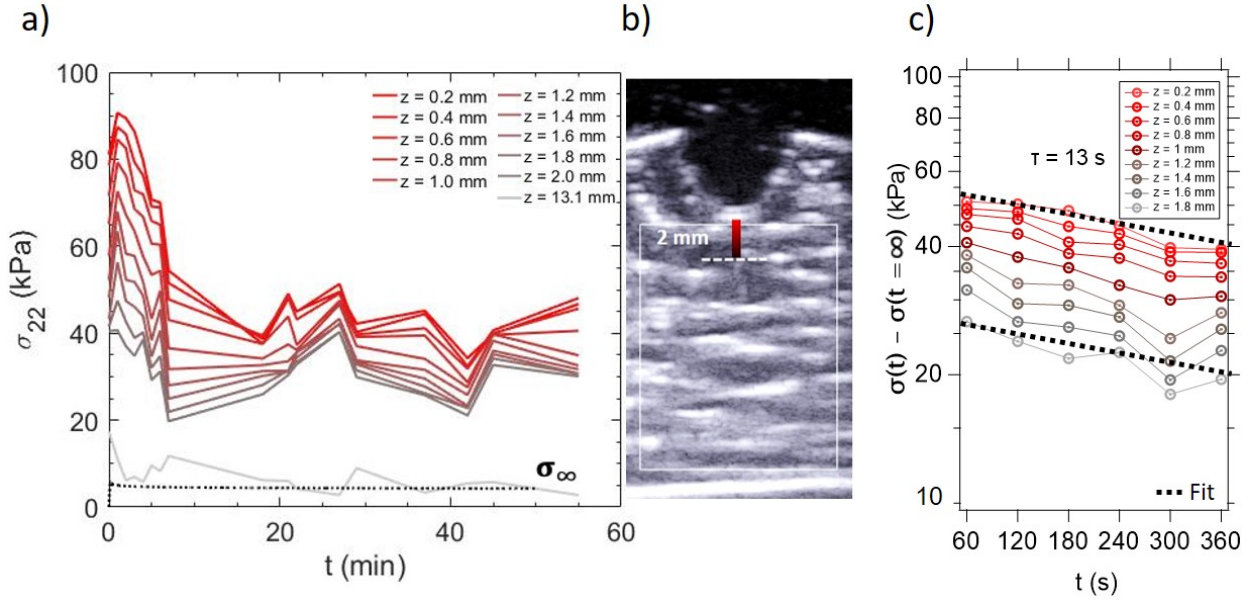 a)
b)
c)
σ22 (kPa)
100
80
60
40
20
0
0
20
40
60
t (min)
z = 0.2 mm
z = 0.4 mm
z = 0.6 mm
z = 0.8 mm
z = 1.0 mm
z = 1.2 mm
z = 1.4 mm
z = 1.6 mm
z = 1.8 mm
z = 2.0 mm
z = 13.1 mm
σ∞
2 mm
σ(t) − σ(t = ∞) (kPa)
100
80
60
40
20
10
60 120 180 240 300 360
t (s)
z = 0.2 mm
z = 0.4 mm
z = 0.6 mm
z = 0.8 mm
z = 1 mm
z = 1.2 mm
z = 1.4 mm
z = 1.6 mm
z = 1.8 mm
τ = 13 s
Fit